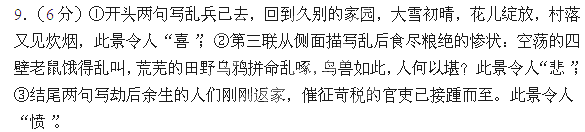 9.（6分）①开头两句写乱兵已去，回到久别的家园，大雪初晴，花儿绽放，村落
又见炊烟，此景令人“喜”；②第三联从侧面描写乱后食尽粮绝的惨状：空荡的四
壁老鼠饿得乱叫，荒芜的田野乌鸦拼命乱啄，鸟兽如此，人何以堪？此景令人“悲”；
③结尾两句写劫后余生的人们刚刚返家，催征苛税的官吏已接踵而至。此景令人
“愤”。